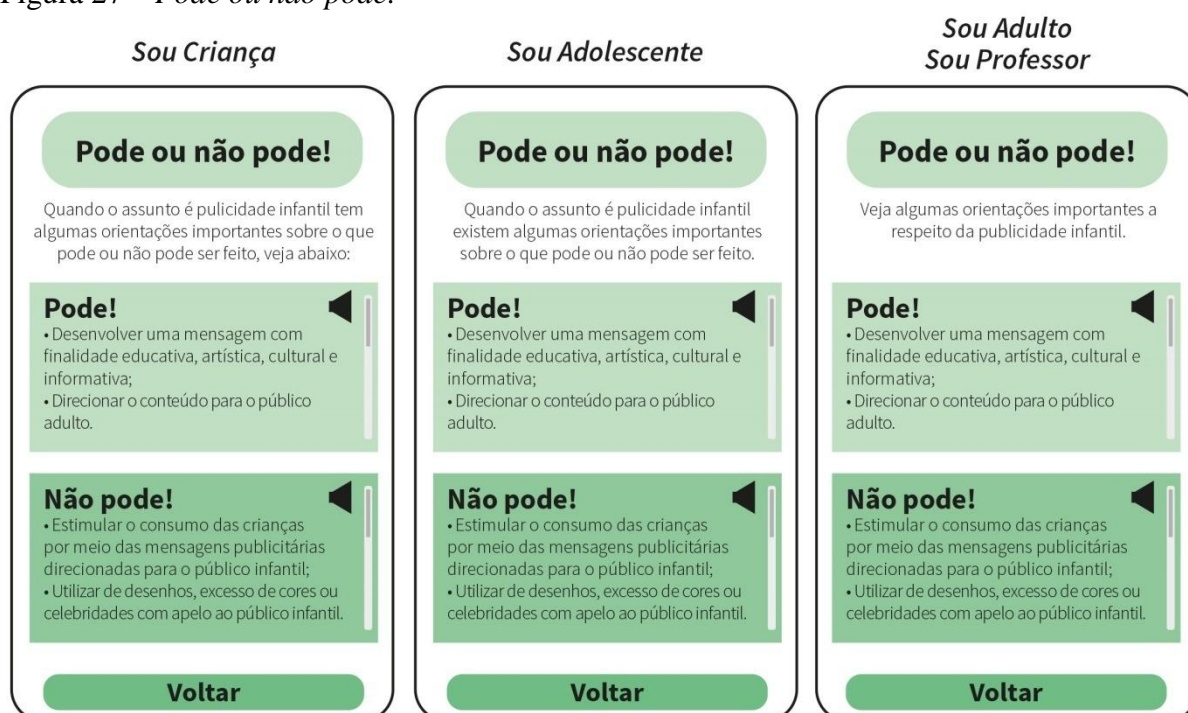 Figura 27 – Pode ou não pode!
Sou Criança
Pode ou não pode!
Quando o assunto é pulicidade infantil tem
algumas orientações importantes sobre o que
pode ou não pode ser feito, veja abaixo:
Pode!
• Desenvolver uma mensagem com
finalidade educativa, artística, cultural e
informativa;
• Direcionar o conteúdo para o público
adulto.
Não pode!
• Estimular o consumo das crianças
por meio das mensagens publicitárias
direcionadas para o público infantil;
• Utilizar de desenhos, excesso de cores ou
celebridades com apelo ao público infantil.
Voltar
Sou Adolescente
Pode ou não pode!
Quando o assunto é pulicidade infantil
existem algumas orientações importantes
sobre o que pode ou não pode ser feito.
Pode!
• Desenvolver uma mensagem com
finalidade educativa, artística, cultural e
informativa;
• Direcionar o conteúdo para o público
adulto.
Não pode!
• Estimular o consumo das crianças
por meio das mensagens publicitárias
direcionadas para o público infantil;
• Utilizar de desenhos, excesso de cores ou
celebridades com apelo ao público infantil.
Voltar
Sou Adulto
Sou Professor
Pode ou não pode!
Veja algumas orientações importantes a
respeito da publicidade infantil.
Pode!
• Desenvolver uma mensagem com
finalidade educativa, artística, cultural e
informativa;
• Direcionar o conteúdo para o público
adulto.
Não pode!
• Estimular o consumo das crianças
por meio das mensagens publicitárias
direcionadas para o público infantil;
• Utilizar de desenhos, excesso de cores ou
celebridades com apelo ao público infantil.
Voltar